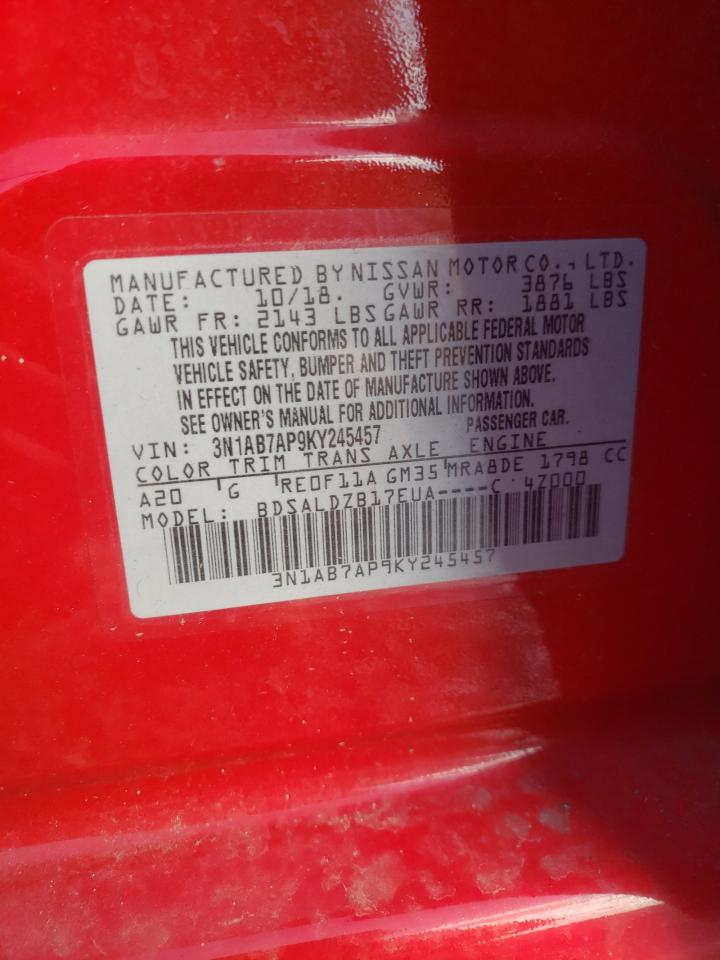 MANUFACTURED BY NISSAN MOTOR CO., LTD.
DATE: 10/18. GVWR: 3876 LBS
GAWR FR: 2143 LBS GAWR RR: 1881 LBS
THIS VEHICLE CONFORMS TO ALL APPLICABLE FEDERAL MOTOR
VEHICLE SAFETY, BUMPER AND THEFT PREVENTION STANDARDS
IN EFFECT ON THE DATE OF MANUFACTURE SHOWN ABOVE.
SEE OWNER'S MANUAL FOR ADDITIONAL INFORMATION.
VIN: 3N1AB7AP9KY245457 PASSENGER CAR.
COLOR TRIM TRANS AXLE ENGINE
A20 G RE0F11A GM35 MRA8DE 1798 CC
MODEL: BDSALDZB17EUA----C 4Z000
3N1AB7AP9KY245457